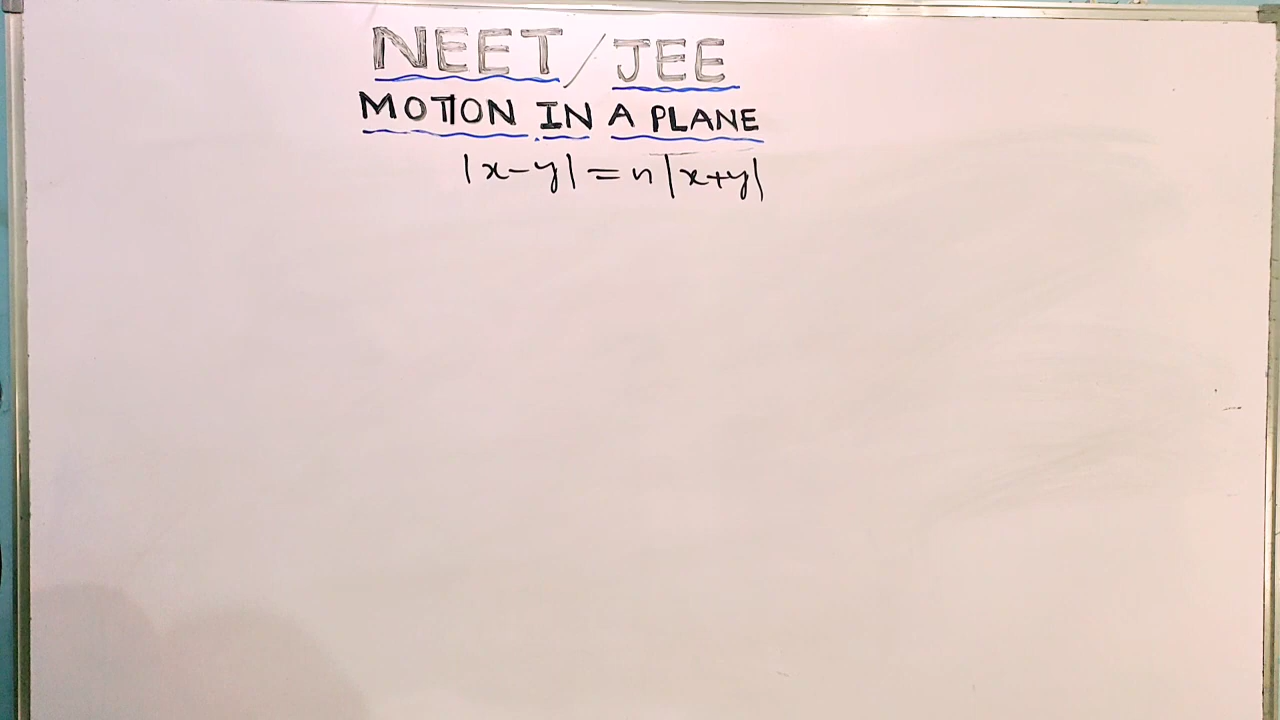 NEET/JEE
MOTION IN A PLANE
|x-y| = n|x+y|